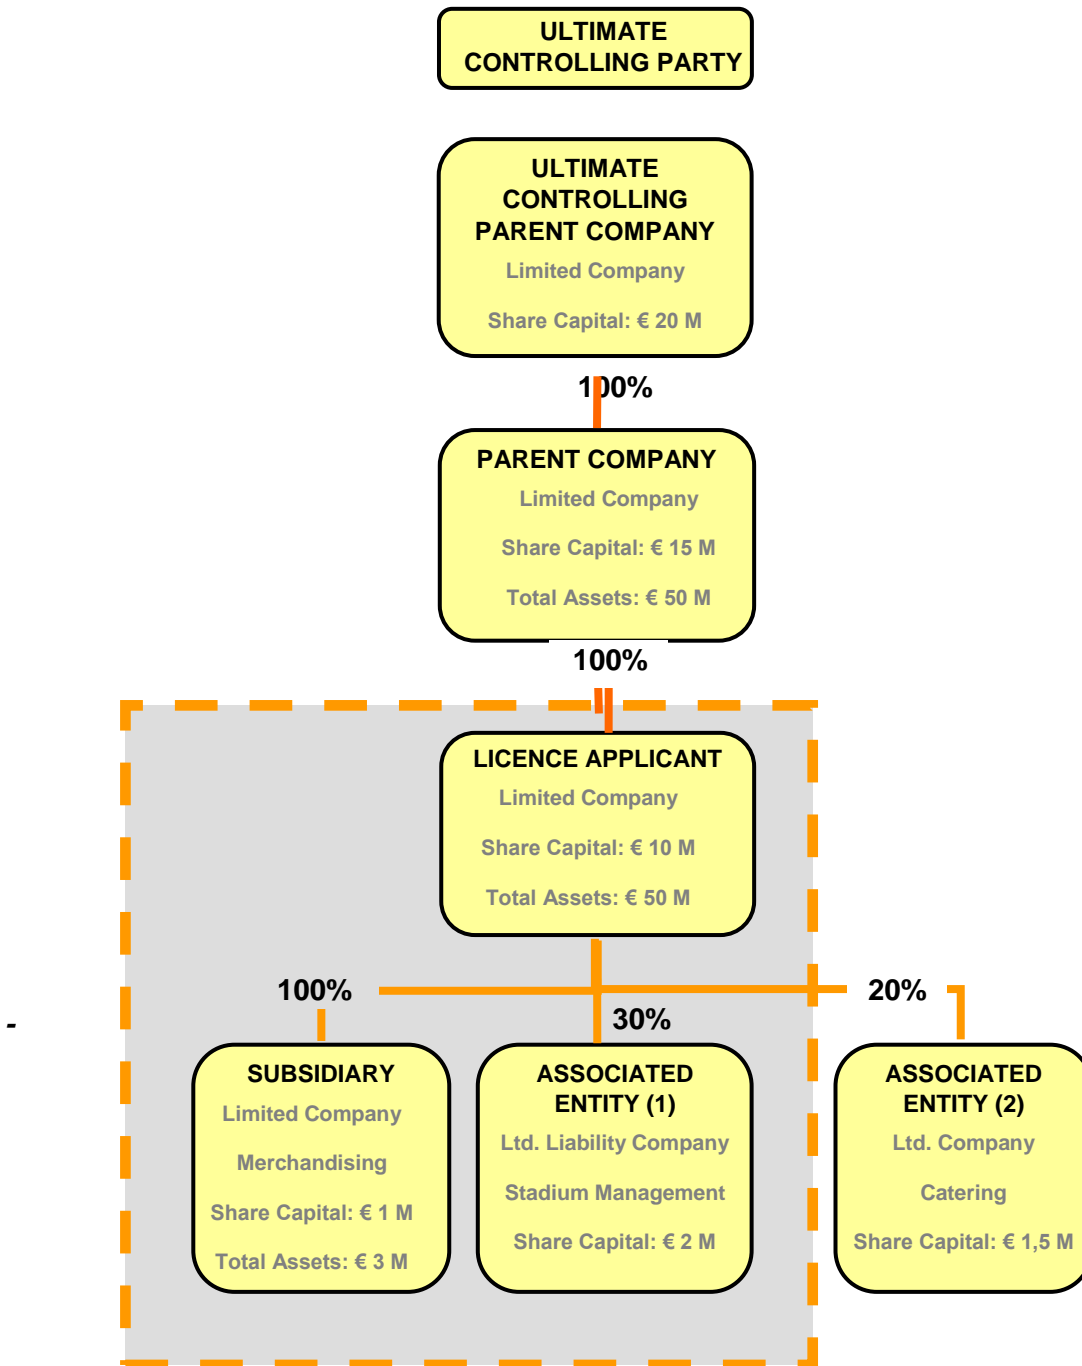 ULTIMATE
CONTROLLING PARTY
ULTIMATE
CONTROLLING
PARENT COMPANY
Limited Company
Share Capital: € 20 M
100%
PARENT COMPANY
Limited Company
Share Capital: € 15 M
Total Assets: € 50 M
100%
LICENCE APPLICANT
Limited Company
Share Capital: € 10 M
Total Assets: € 50 M
100%
30%
20%
-
SUBSIDIARY
Limited Company
Merchandising
Share Capital: € 1 M
Total Assets: € 3 M
ASSOCIATED
ENTITY (1)
Ltd. Liability Company
Stadium Management
Share Capital: € 2 M
ASSOCIATED
ENTITY (2)
Ltd. Company
Catering
Share Capital: € 1,5 M